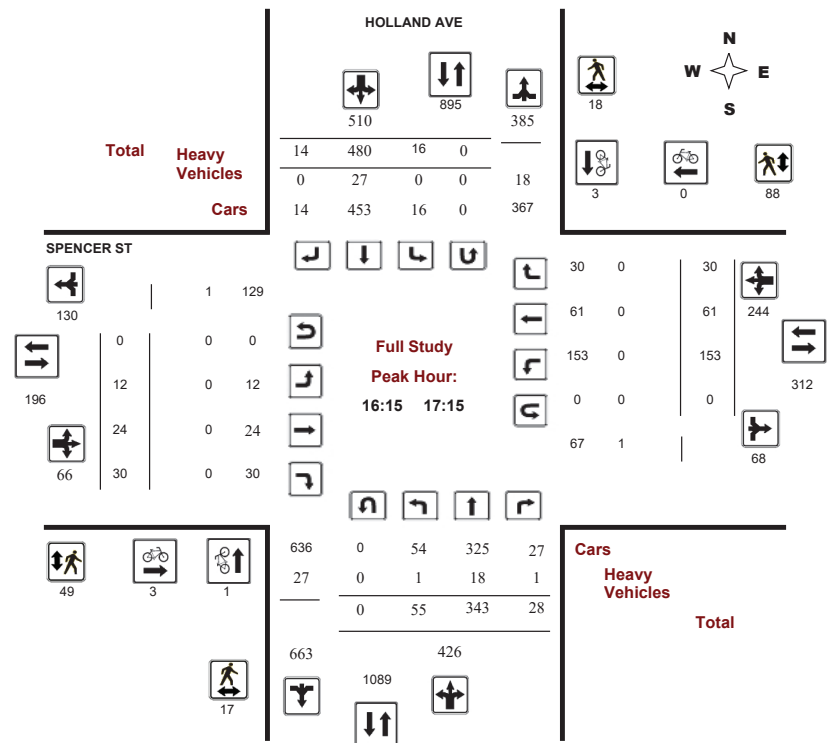 HOLLAND AVE
N
W E
S
895
18
510 385
14 480 16 0
Total Heavy
Vehicles
0 27 0 0 18
3 0 88
Cars 14 453 16 0 367
SPENCER ST
30 0 30
130 1 129
61 0 61 244
0 0 0
Full Study
153 0 153
196 12 0 12
Peak Hour:
312
16:15 17:15
0 0 0
24 0 24
67 1 68
66 30 0 30
636 0 54 325 27 Cars
27 0 1 18 1 Heavy
Vehicles
49 3 1
0 55 343 28 Total
663 426
1089
17